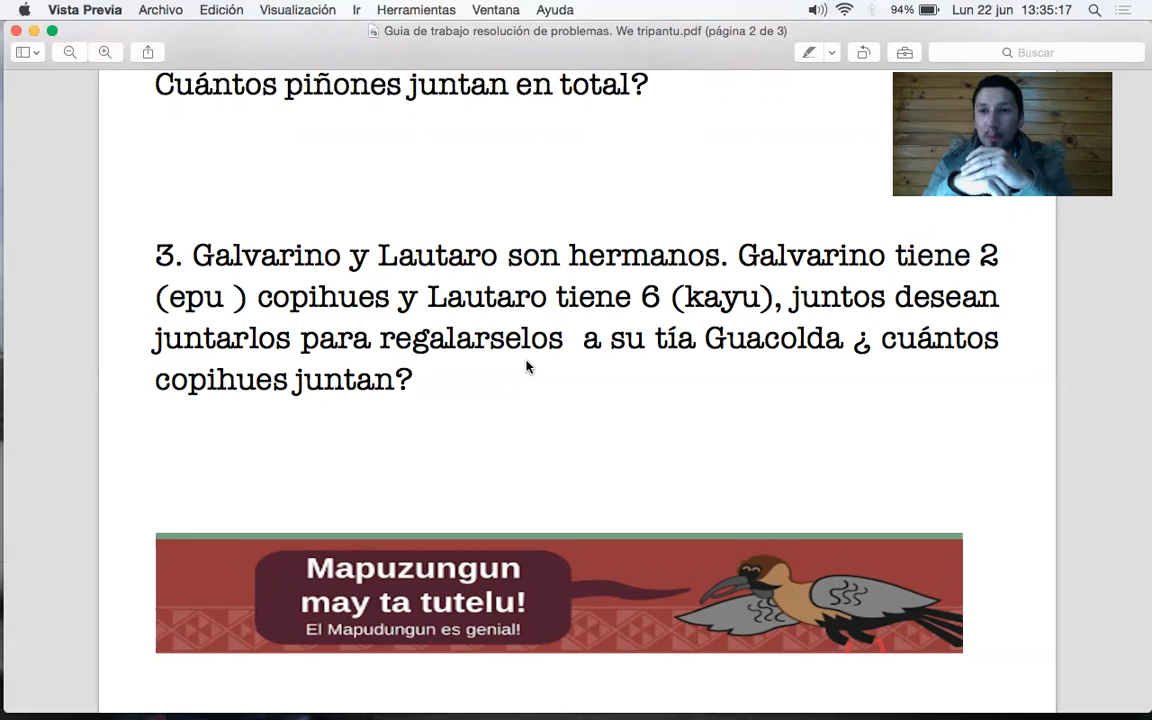 Vista Previa Archivo Edición Visualización Ir Herramientas Ventana Ayuda 94% Lun 22 jun 13:35:17
Guia de trabajo resolución de problemas. We tripantu.pdf (página 2 de 3)
Buscar
Cuántos piñones juntan en total?
3. Galvarino y Lautaro son hermanos. Galvarino tiene 2
(epu ) copihues y Lautaro tiene 6 (kayu), juntos desean
juntarlos para regalarselos a su tía Guacolda ¿ cuántos
copihues juntan?
Mapuzungun
may ta tutelu!
El Mapudungun es genial!